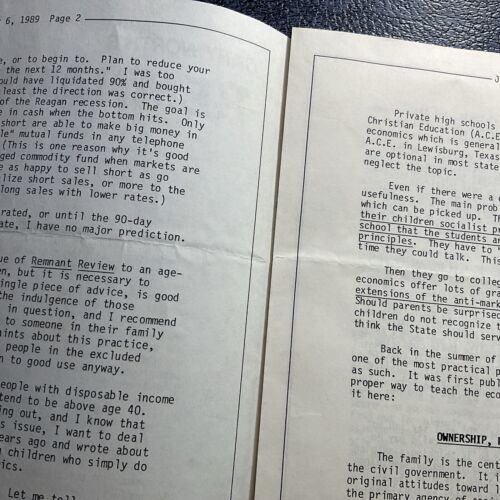 6, 1989 Page 2
or to begin to. Plan to reduce your
the next 12 months." I was too
ould have liquidated 90% and bought
least the direction was correct.)
of the Reagan recession. The goal is
e in cash when the bottom hits. Only
short are able to make big money in
le" mutual funds in any telephone
(This is one reason why it's good
ged commodity fund when markets are
e as happy to sell short as go
lize short sales, or more to the
long sales with lower rates.)
rated, or until the 90-day
ate, I have no major prediction.
ue of Remnant Review to an age-
en, but it is necessary to
ingle piece of advice, is good
the indulgence of those
in question, and I recommend
to someone in their family
aints about this practice,
people in the excluded
n to good use anyway.
eople with disposable income
tend to be above age 40.
ing out, and I know that
s issue, I want to deal
ears ago and wrote about
g children who simply do
ics.
Let me tell
J
Private high schools
Christian Education (A.C.E
economics which is general
A.C.E. in Lewisburg, Texas
are optional in most state
neglect the topic.
Even if there were a
usefulness. The main prob
which can be picked up. T
their children socialist pr
school that the students a
principles. They have to
time they could talk. This
Then they go to colleg
economics offer lots of gra
extensions of the anti-mark
Should parents be surprised
children do not recognize
think the State should serv
Back in the summer of
one of the most practical p
as such. It was first publ
proper way to teach the eco
it here:
OWNERSHIP,
The family is the cent
the civil government. It i
original attitudes toward l
the primary agency of